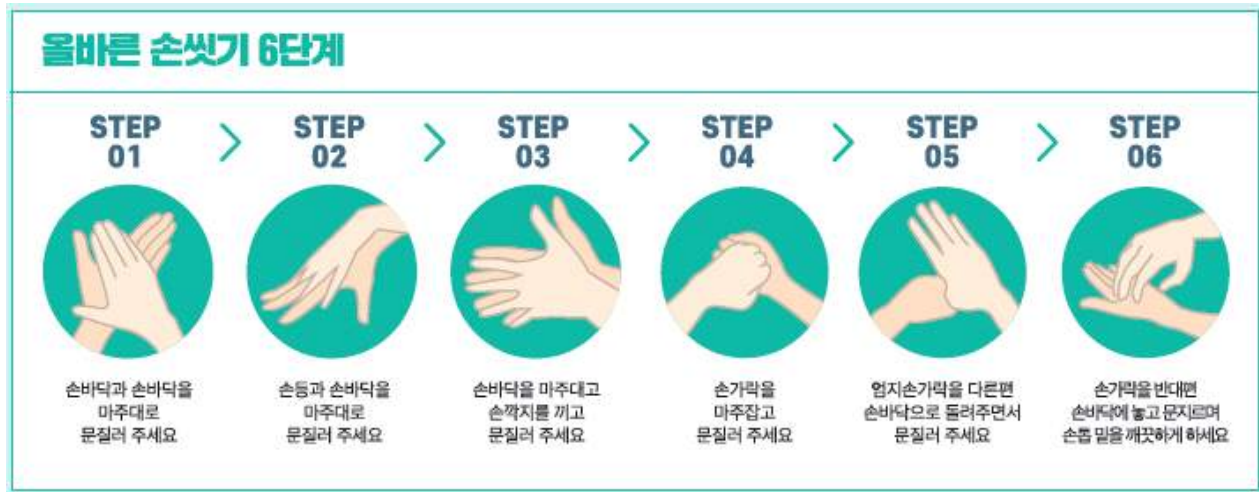 올바른 손씻기 6단계
STEP
01
STEP
02
STEP
03
STEP
04
STEP
05
STEP
06
손바닥과 손바닥을
마주대로
문질러 주세요
손등과 손바닥을
마주대로
문질러 주세요
손바닥을 마주대고
손깍지를 끼고
문질러 주세요
손가락을
마주잡고
문질러 주세요
엄지손가락을 다른편
손바닥으로 돌려주면서
문질러 주세요
손가락을 반대편
손바닥에 놓고 문지르며
손톱 밑을 깨끗하게 하세요